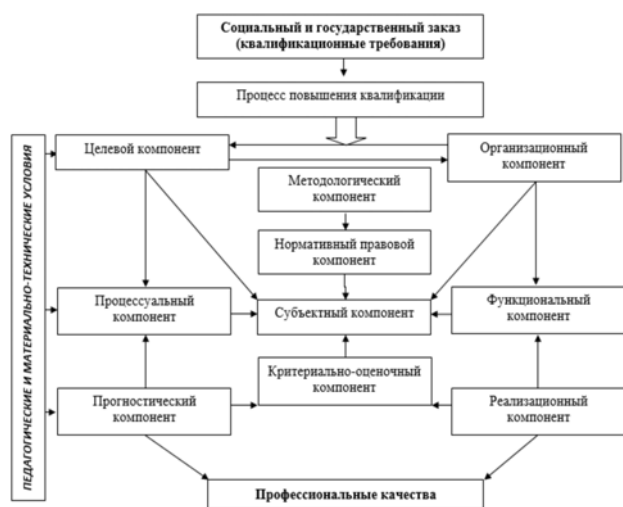 Социальный и государственный заказ
(квалификационные требования)
Процесс повышения квалификации
ПЕДАГОГИЧЕСКИЕ И МАТЕРИАЛЬНО-ТЕХНИЧЕСКИЕ УСЛОВИЯ
Целевой компонент
Организационный
компонент
Методологический
компонент
Нормативный правовой
компонент
Процессуальный
компонент
Субъектный компонент
Функциональный
компонент
Критериально-оценочный
компонент
Прогностический
компонент
Реализационный
компонент
Профессиональные качества